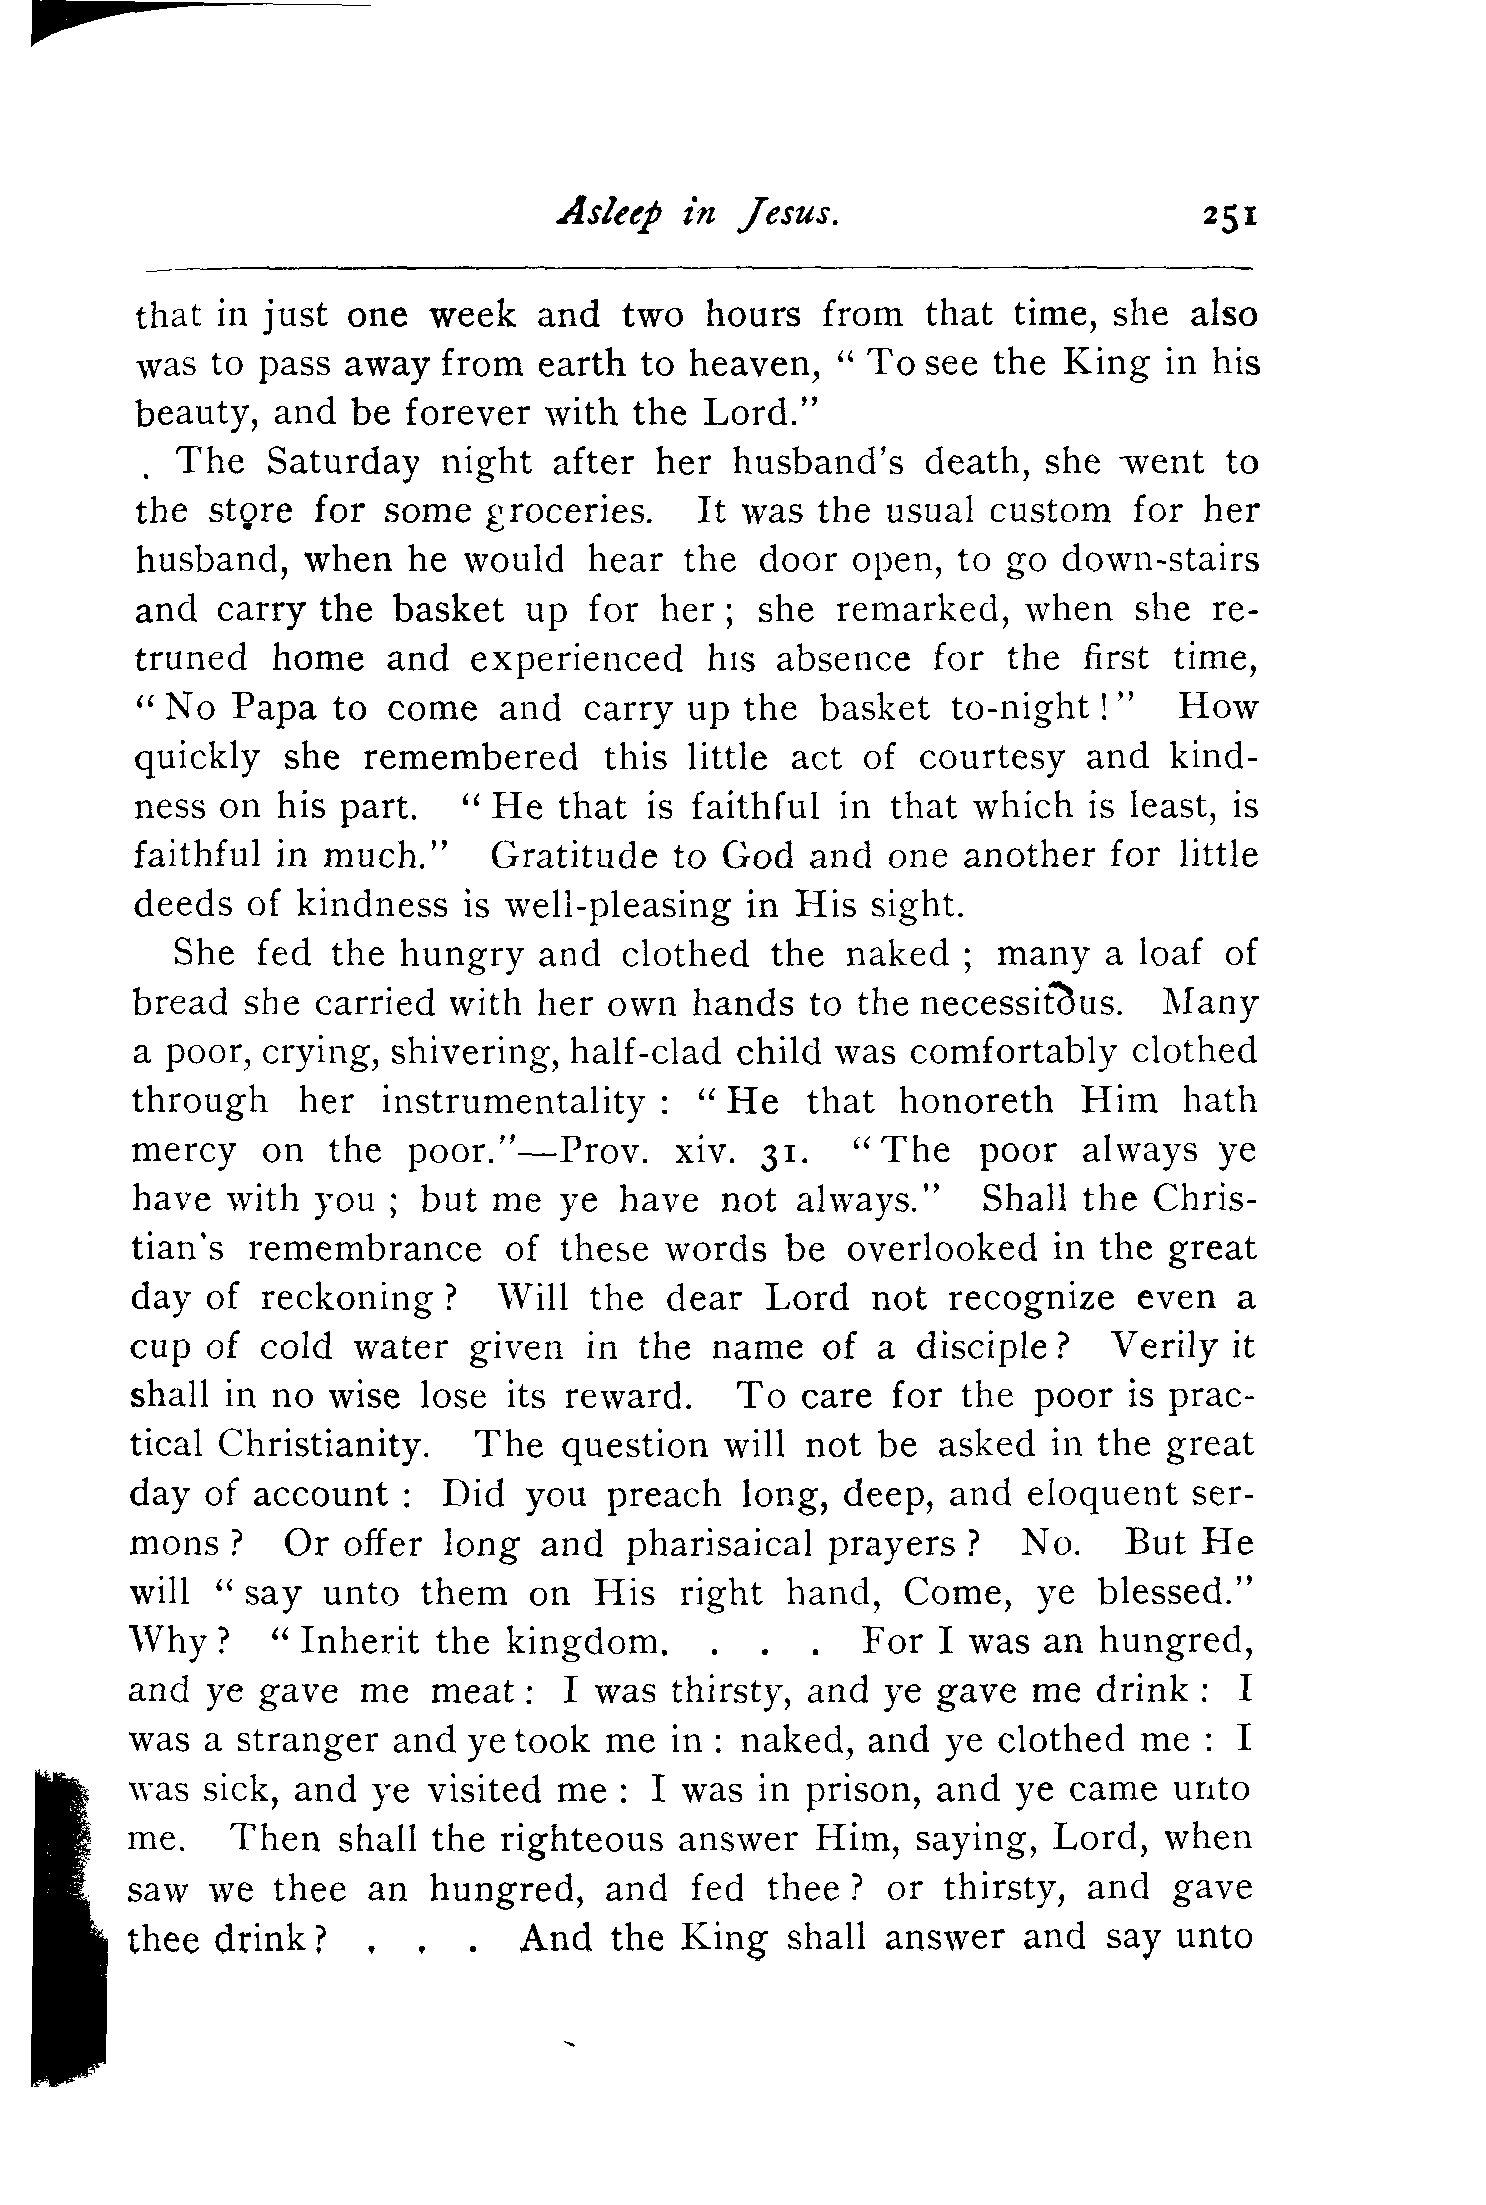 Asleep in Jesus. 251
that in just one week and two hours from that time, she also
was to pass away from earth to heaven, " To see the King in his
beauty, and be forever with the Lord."
The Saturday night after her husband's death, she went to
the store for some groceries. It was the usual custom for her
husband, when he would hear the door open, to go down-stairs
and carry the basket up for her ; she remarked, when she re-
truned home and experienced his absence for the first time,
" No Papa to come and carry up the basket to-night ! " How
quickly she remembered this little act of courtesy and kind-
ness on his part. " He that is faithful in that which is least, is
faithful in much." Gratitude to God and one another for little
deeds of kindness is well-pleasing in His sight.
She fed the hungry and clothed the naked ; many a loaf of
bread she carried with her own hands to the necessitous. Many
a poor, crying, shivering, half-clad child was comfortably clothed
through her instrumentality : " He that honoreth Him hath
mercy on the poor."—Prov. xiv. 31. " The poor always ye
have with you ; but me ye have not always." Shall the Chris-
tian's remembrance of these words be overlooked in the great
day of reckoning ? Will the dear Lord not recognize even a
cup of cold water given in the name of a disciple ? Verily it
shall in no wise lose its reward. To care for the poor is prac-
tical Christianity. The question will not be asked in the great
day of account : Did you preach long, deep, and eloquent ser-
mons ? Or offer long and pharisaical prayers ? No. But He
will " say unto them on His right hand, Come, ye blessed."
Why ? " Inherit the kingdom. . . . For I was an hungred,
and ye gave me meat : I was thirsty, and ye gave me drink : I
was a stranger and ye took me in : naked, and ye clothed me : I
was sick, and ye visited me : I was in prison, and ye came unto
me. Then shall the righteous answer Him, saying, Lord, when
saw we thee an hungred, and fed thee ? or thirsty, and gave
thee drink ? . . . And the King shall answer and say unto